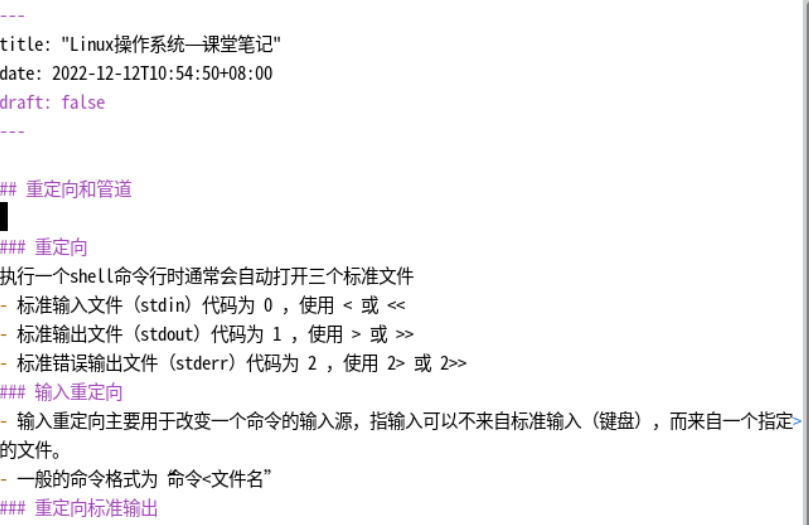 ---
title: "Linux操作系统—课堂笔记"
date: 2022-12-12T10:54:50+08:00
draft: false
---
## 重定向和管道
### 重定向
执行一个shell命令行时通常会自动打开三个标准文件
- 标准输入文件（stdin）代码为 0 ，使用 < 或 <<
- 标准输出文件（stdout）代码为 1 ，使用 > 或 >>
- 标准错误输出文件（stderr）代码为 2 ，使用 2> 或 2>>
### 输入重定向
- 输入重定向主要用于改变一个命令的输入源，指输入可以不来自标准输入（键盘），而来自一个指定>
的文件。
- 一般的命令格式为“命令<文件名”
### 重定向标准输出